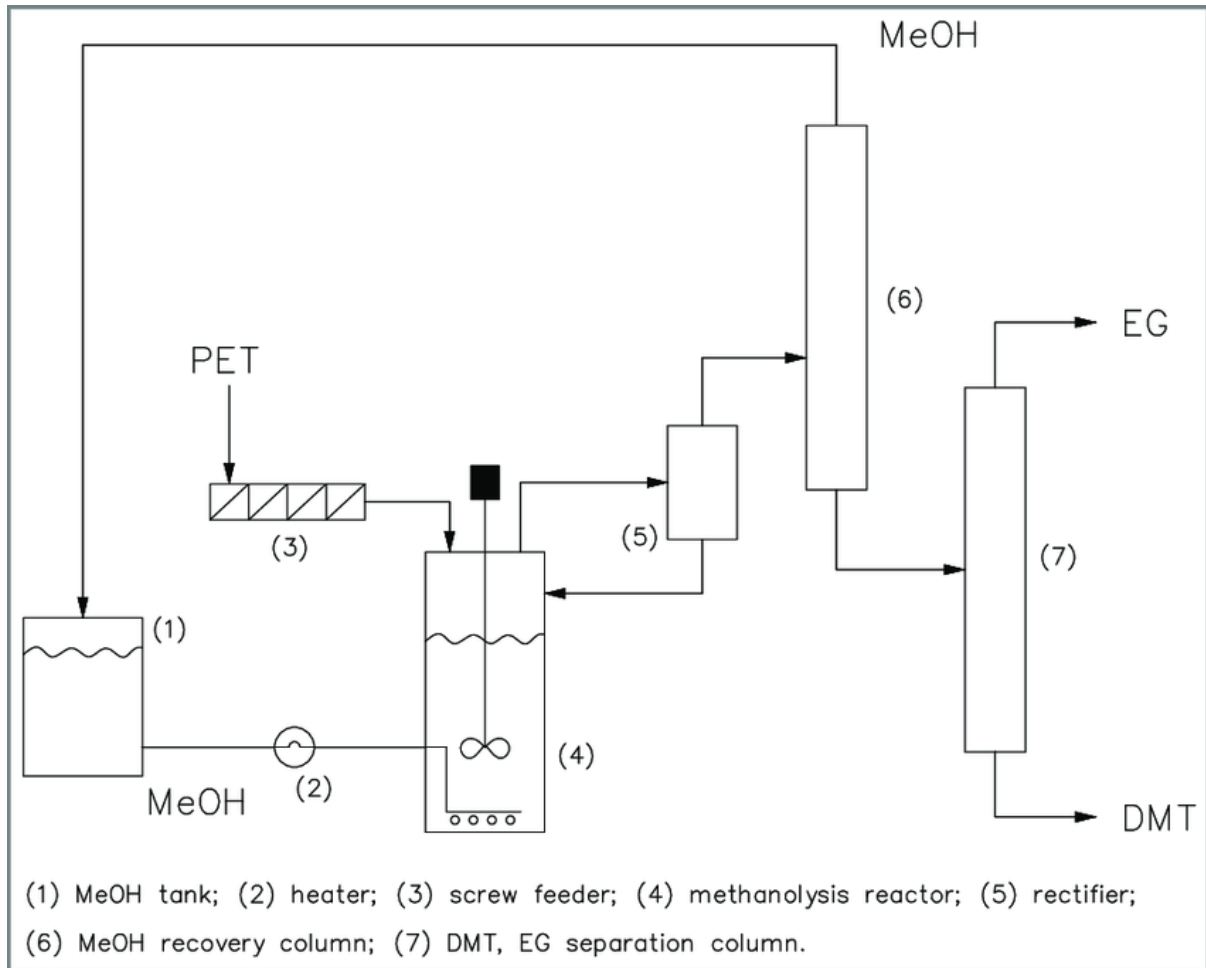 MeOH
(6)
EG
PET
(3)
(5)
(7)
(1)
(4)
(2)
MeOH
DMT
(1) MeOH tank; (2) heater; (3) screw feeder; (4) methanolysis reactor; (5) rectifier;
(6) MeOH recovery column; (7) DMT, EG separation column.